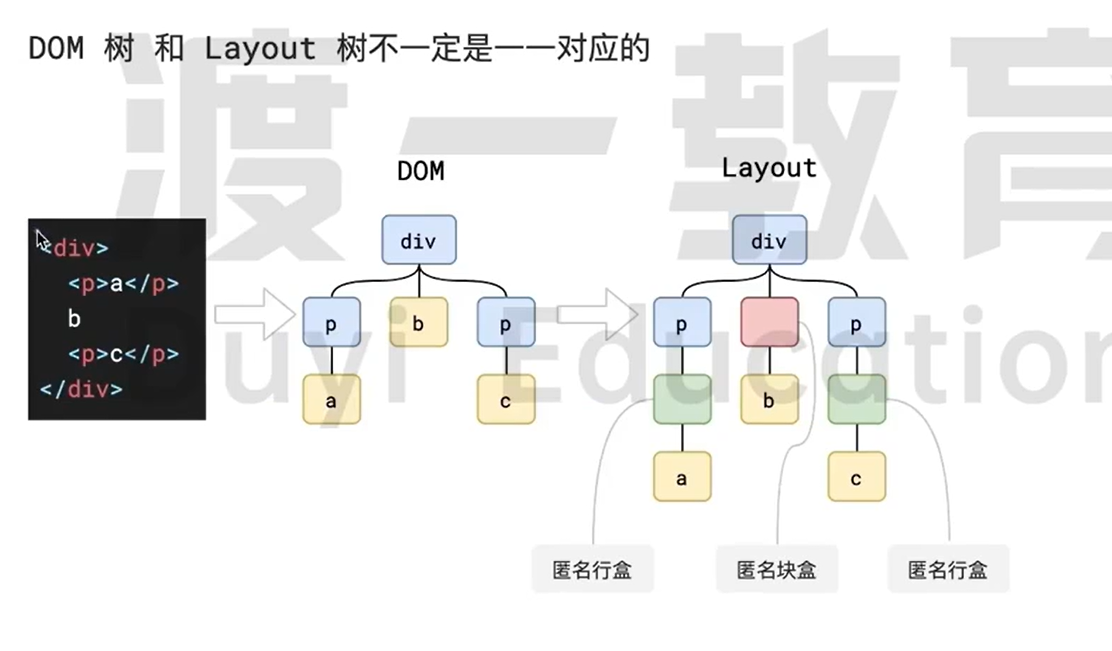 DOM 树 和 Layout 树不一定是一一对应的
渡一教育
Duyi Education
DOM
Layout
<div>
<p>a</p>
b
<p>c</p>
</div>
div
p
b
p
a
c
div
p
p
b
a
c
匿名行盒
匿名块盒
匿名行盒